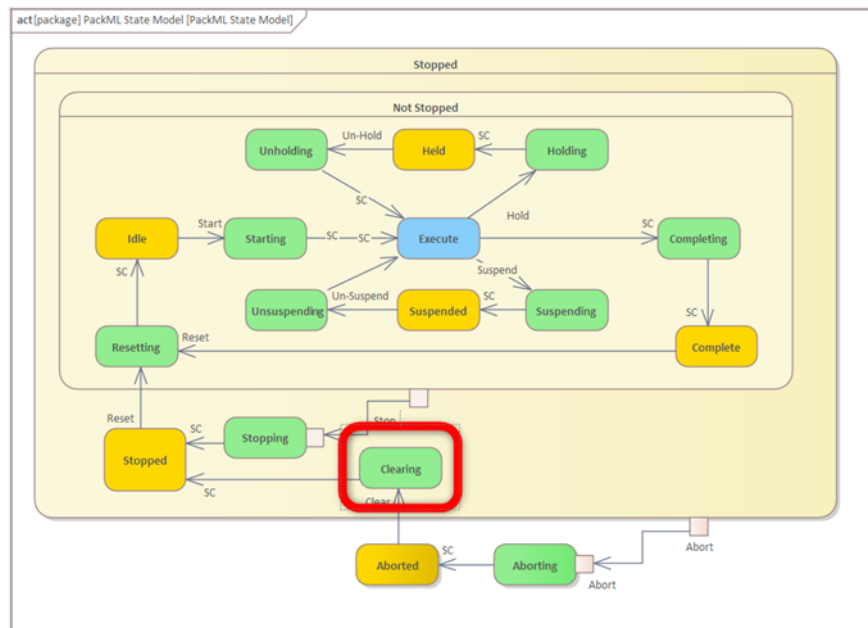 act [package] PackML State Model [PackML State Model]
Stopped
Not Stopped
Unholding
Un-Hold
Held
SC
Holding
SC
Hold
Idle
Start
Starting
SC
SC
Execute
SC
Completing
SC
Suspend
Unsuspending
Un-Suspend
Suspended
SC
Suspending
SC
Resetting
Reset
Complete
Reset
Stop
SC
Stopping
Stopped
Clearing
SC
Clear
Aborted
SC
Aborting
Abort
Abort